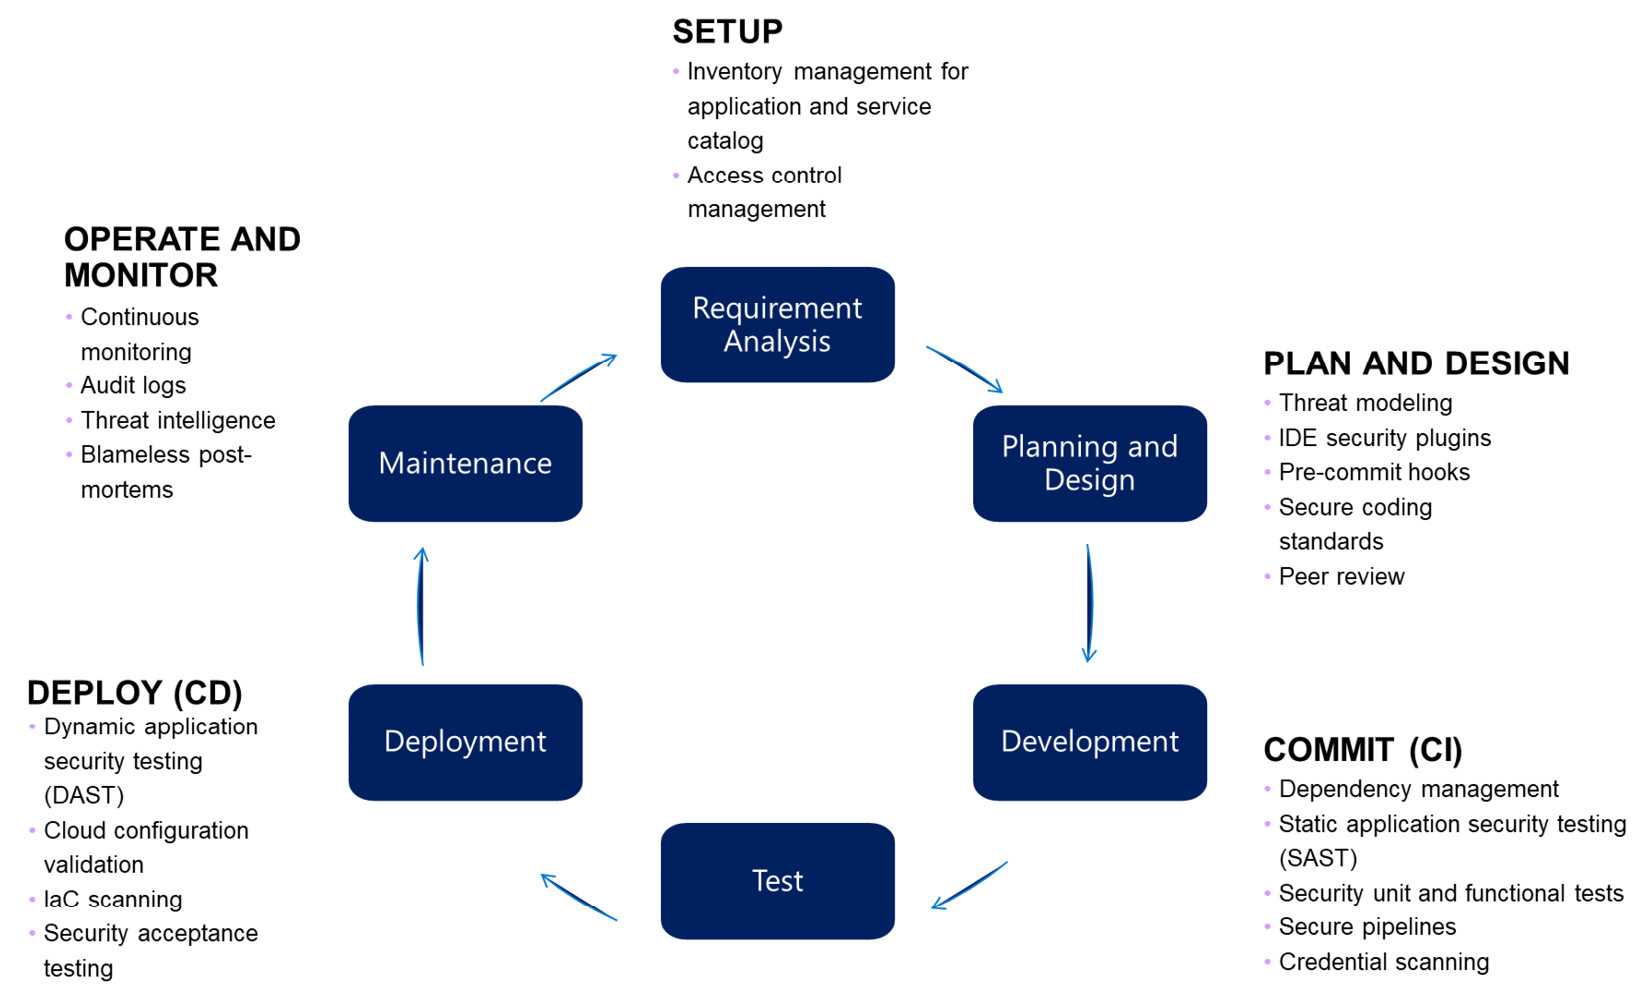 SETUP
• Inventory management for
application and service
catalog
• Access control
management
OPERATE AND
MONITOR
• Continuous
monitoring
• Audit logs
• Threat intelligence
• Blameless post-
mortems
Requirement
Analysis
PLAN AND DESIGN
• Threat modeling
• IDE security plugins
• Pre-commit hooks
• Secure coding
standards
• Peer review
Maintenance
Planning and
Design
DEPLOY (CD)
• Dynamic application
security testing
(DAST)
• Cloud configuration
validation
• IaC scanning
• Security acceptance
testing
Deployment
Development
COMMIT (CI)
• Dependency management
• Static application security testing
(SAST)
• Security unit and functional tests
• Secure pipelines
• Credential scanning
Test